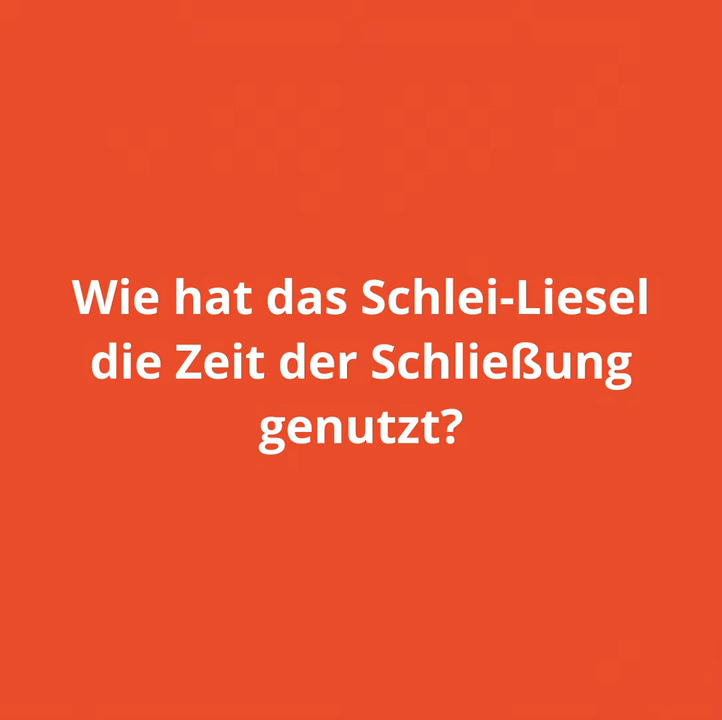 Wie hat das Schlei-Liesel
die Zeit der Schließung
genutzt?